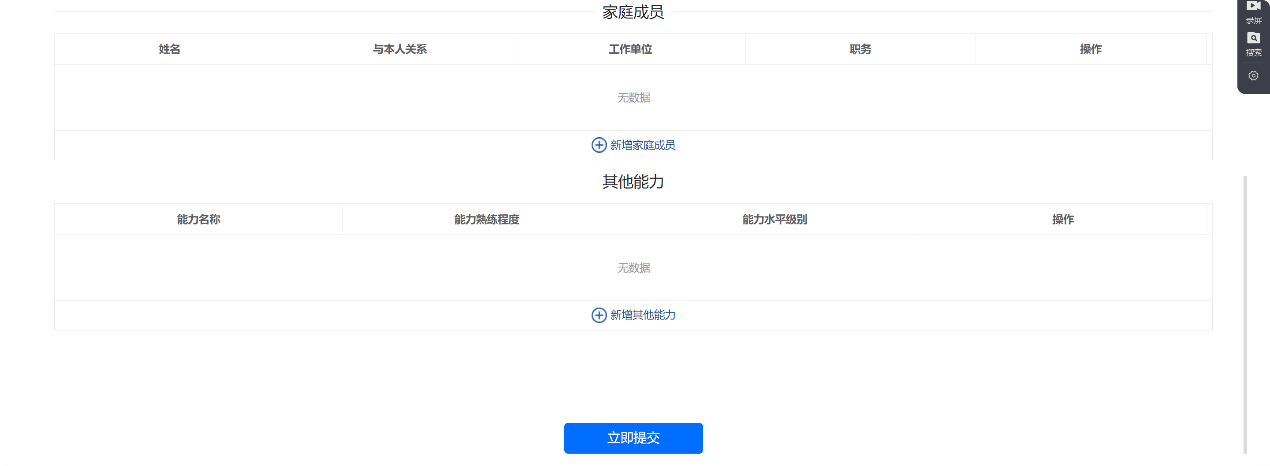 家庭成员
姓名 与本人关系 工作单位 职务 操作
无数据
新增家庭成员
其他能力
能力名称 能力熟练程度 能力水平级别 操作
无数据
新增其他能力
立即提交
录屏
搜索